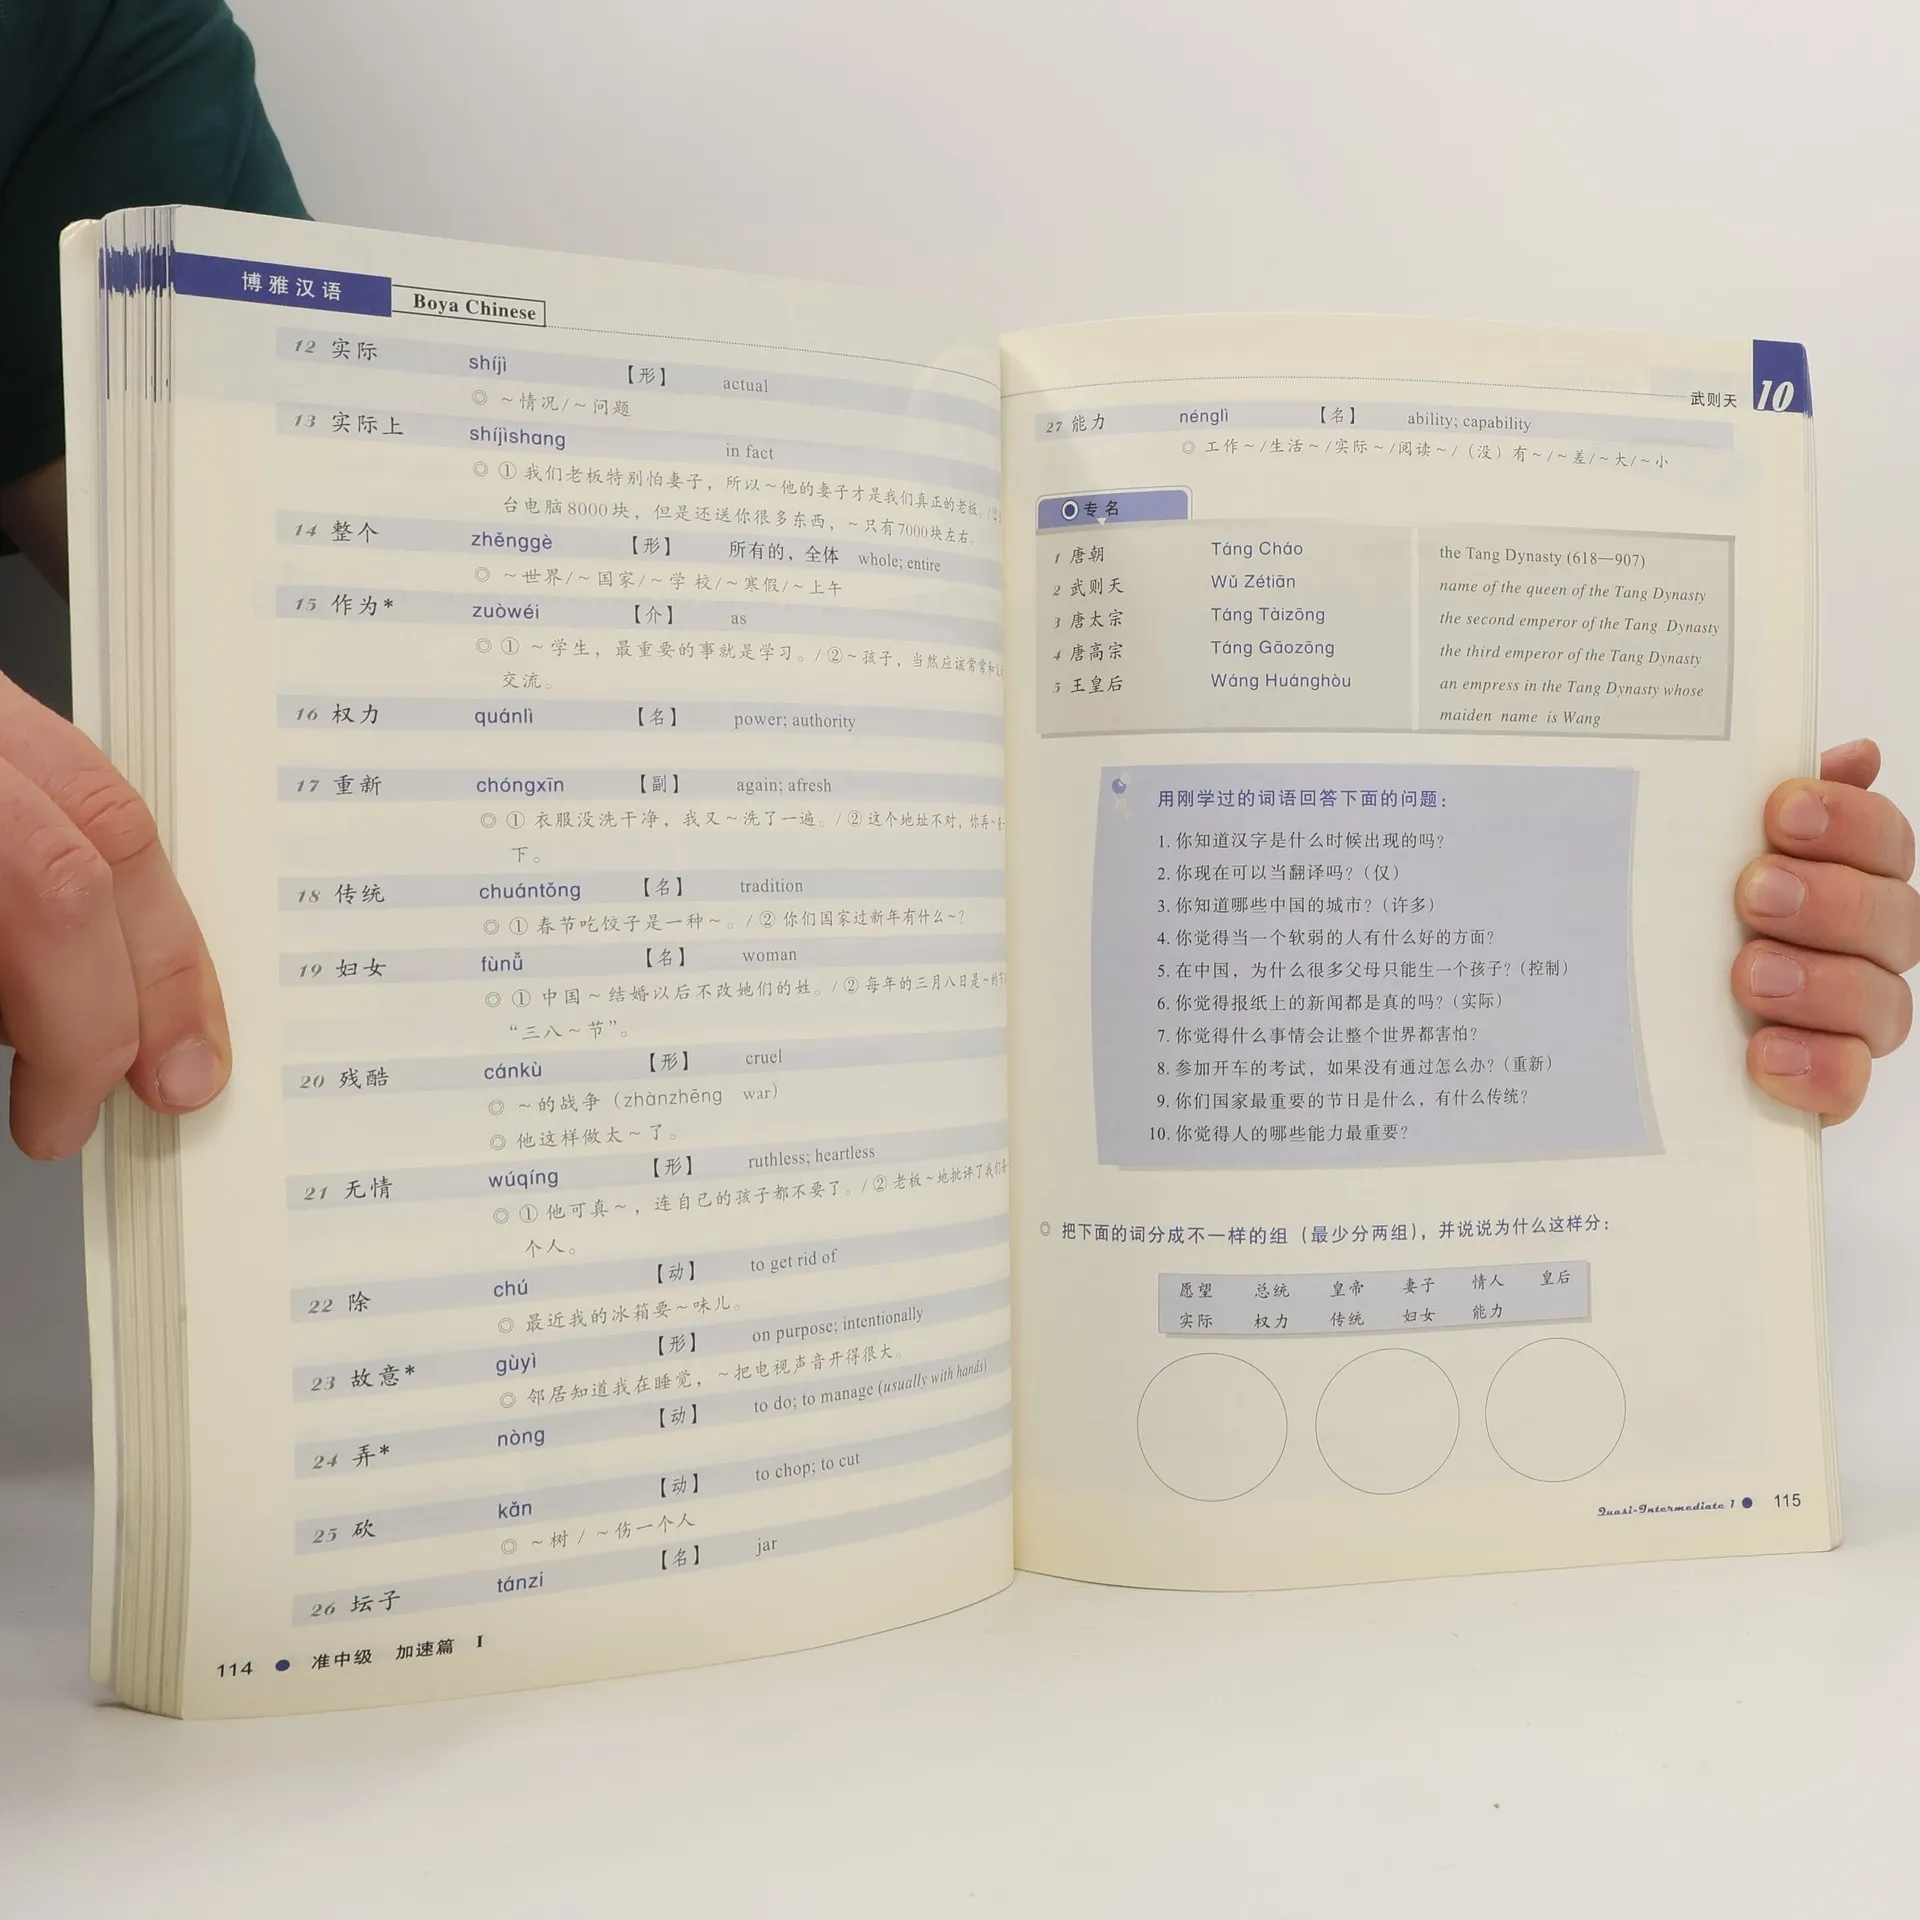 博雅汉语 Boya Chinese
12 实际 shíjì 【形】 actual
◎ ～情况/～问题
13 实际上 shíjìshang in fact
◎ ① 我们老板特别怕妻子，所以～他的妻子才是我们真正的老板。/②
台电脑8000块，但是还送你很多东西，～只有7000块左右。
14 整个 zhěnggè 【形】 所有的，全体 whole; entire
◎ ～世界/～国家/～学校/～寒假/～上午
15 作为* zuòwéi 【介】 as
◎ ① ～学生，最重要的事就是学习。/②～孩子，当然应该常常和
交流。
16 权力 quánlì 【名】 power; authority
17 重新 chóngxīn 【副】 again; afresh
◎ ① 衣服没洗干净，我又～洗了一遍。/② 这个地址不对，你再～
下。
18 传统 chuántǒng 【名】 tradition
◎ ① 春节吃饺子是一种～。/② 你们国家过新年有什么～？
19 妇女 fùnǚ 【名】 woman
◎ ① 中国～结婚以后不改她们的姓。/② 每年的三月八日是～的节
“三八～节”。
20 残酷 cánkù 【形】 cruel
◎ ～的战争（zhànzhēng war）
◎ 他这样做太～了。
21 无情 wúqíng 【形】 ruthless; heartless
◎ ① 他可真～，连自己的孩子都不要了。/② 老板～地批评了我们
个人。
22 除 chú 【动】 to get rid of
◎ 最近我的冰箱要～味儿。
23 故意* gùyì 【形】 on purpose; intentionally
◎ 邻居知道我在睡觉，～把电视声音开得很大。
24 弄* nòng 【动】 to do; to manage (usually with hands)
25 砍 kǎn 【动】 to chop; to cut
◎ ～树 / ～伤一个人
26 坛子 tánzi 【名】 jar
114 ● 准中级 加速篇 I
武则天 10
27 能力 nénglì 【名】 ability; capability
◎ 工作～/生活～/实际～/阅读～/（没）有～/～差/～大/～小
专名
1 唐朝 Táng Cháo the Tang Dynasty (618—907)
2 武则天 Wǔ Zétiān name of the queen of the Tang Dynasty
3 唐太宗 Táng Tàizōng the second emperor of the Tang Dynasty
4 唐高宗 Táng Gāozōng the third emperor of the Tang Dynasty
5 王皇后 Wáng Huánghòu an empress in the Tang Dynasty whose
maiden name is Wang
用刚学过的词语回答下面的问题：
1. 你知道汉字是什么时候出现的吗？
2. 你现在可以当翻译吗？（仅）
3. 你知道哪些中国的城市？（许多）
4. 你觉得当一个软弱的人有什么好的方面？
5. 在中国，为什么很多父母只能生一个孩子？（控制）
6. 你觉得报纸上的新闻都是真的吗？（实际）
7. 你觉得什么事情会让整个世界都害怕？
8. 参加开车的考试，如果没有通过怎么办？（重新）
9. 你们国家最重要的节日是什么，有什么传统？
10. 你觉得人的哪些能力最重要？
◎ 把下面的词分成不一样的组（最少分两组），并说说为什么这样分：
愿望 总统 皇帝 妻子 情人 皇后
实际 权力 传统 妇女 能力
Quasi-Intermediate 1 ● 115